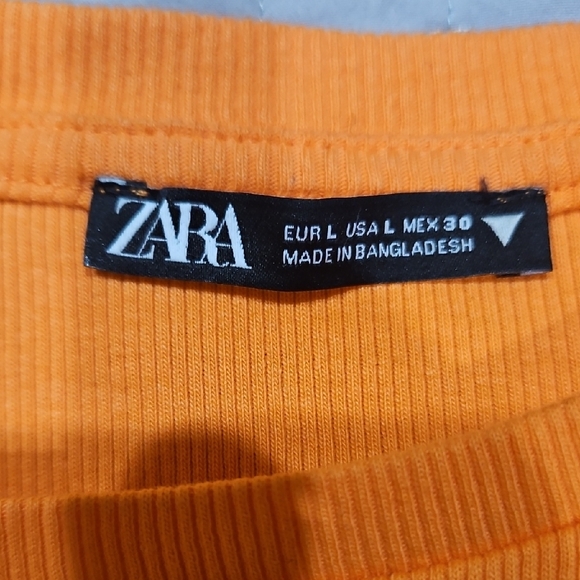 ZARA
EUR L USA L MEX 30
MADE IN BANGLADESH